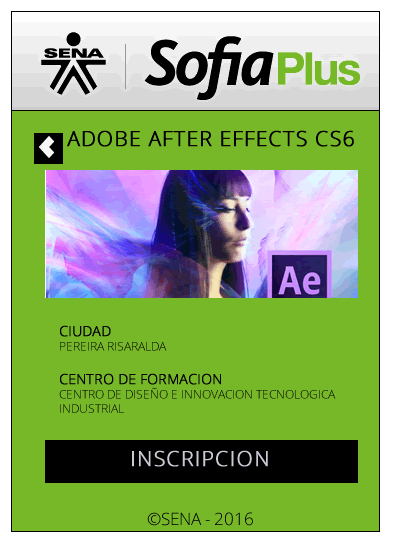 SENA
SofiaPlus
ADOBE AFTER EFFECTS CS6
Ae
CIUDAD
PEREIRA RISARALDA
CENTRO DE FORMACION
CENTRO DE DISEÑO E INNOVACION TECNOLOGICA
INDUSTRIAL
INSCRIPCION
©SENA - 2016